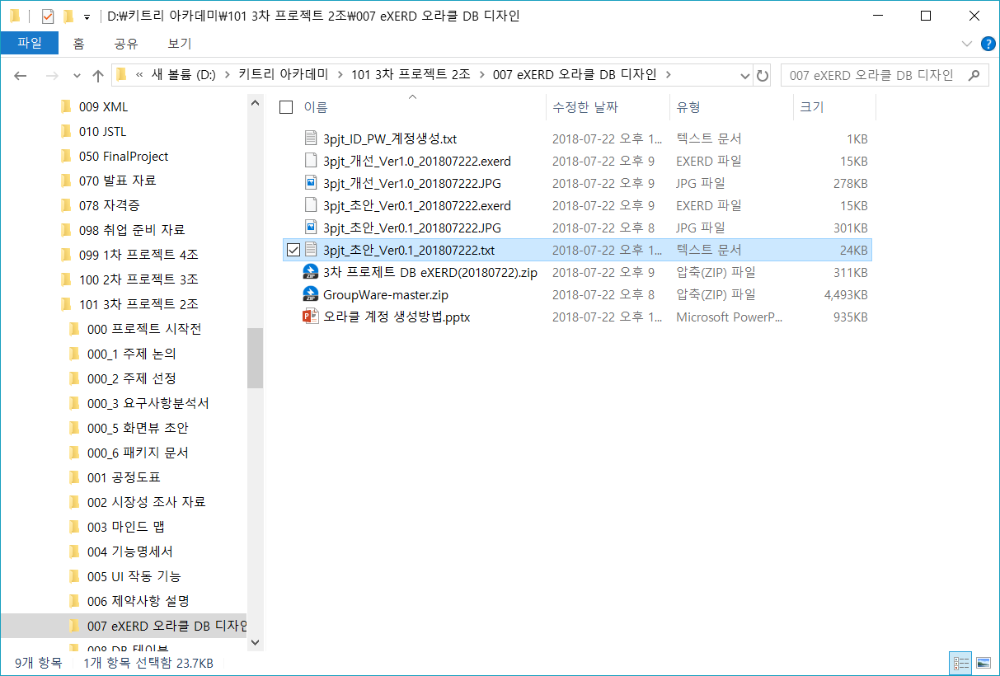 D:₩키트리 아카데미₩101 3차 프로젝트 2조₩007 eXERD 오라클 DB 디자인
파일 홈 공유 보기
« 새 볼륨 (D:) > 키트리 아카데미 > 101 3차 프로젝트 2조 > 007 eXERD 오라클 DB 디자인 >
007 eXERD 오라클 DB 디자인
009 XML
010 JSTL
050 FinalProject
070 발표 자료
078 자격증
098 취업 준비 자료
099 1차 프로젝트 4조
100 2차 프로젝트 3조
101 3차 프로젝트 2조
000 프로젝트 시작전
000_1 주제 논의
000_2 주제 선정
000_3 요구사항분석서
000_5 화면뷰 초안
000_6 패키지 문서
001 공정도표
002 시장성 조사 자료
003 마인드 맵
004 기능명세서
005 UI 작동 기능
006 제약사항 설명
007 eXERD 오라클 DB 디자인
008 DB 테이블
이름 수정한 날짜 유형 크기
3pjt_ID_PW_계정생성.txt 2018-07-22 오후 1... 텍스트 문서 1KB
3pjt_개선_Ver1.0_201807222.exerd 2018-07-22 오후 9 EXERD 파일 15KB
3pjt_개선_Ver1.0_201807222.JPG 2018-07-22 오후 9 JPG 파일 278KB
3pjt_초안_Ver0.1_201807222.exerd 2018-07-22 오후 9 EXERD 파일 15KB
3pjt_초안_Ver0.1_201807222.JPG 2018-07-22 오후 8 JPG 파일 301KB
3pjt_초안_Ver0.1_201807222.txt 2018-07-22 오후 1... 텍스트 문서 24KB
3차 프로제트 DB eXERD(20180722).zip 2018-07-22 오후 9 압축(ZIP) 파일 311KB
GroupWare-master.zip 2018-07-22 오후 8 압축(ZIP) 파일 4,493KB
오라클 계정 생성방법.pptx 2018-07-22 오후 1... Microsoft PowerP... 935KB
9개 항목 1개 항목 선택함 23.7KB